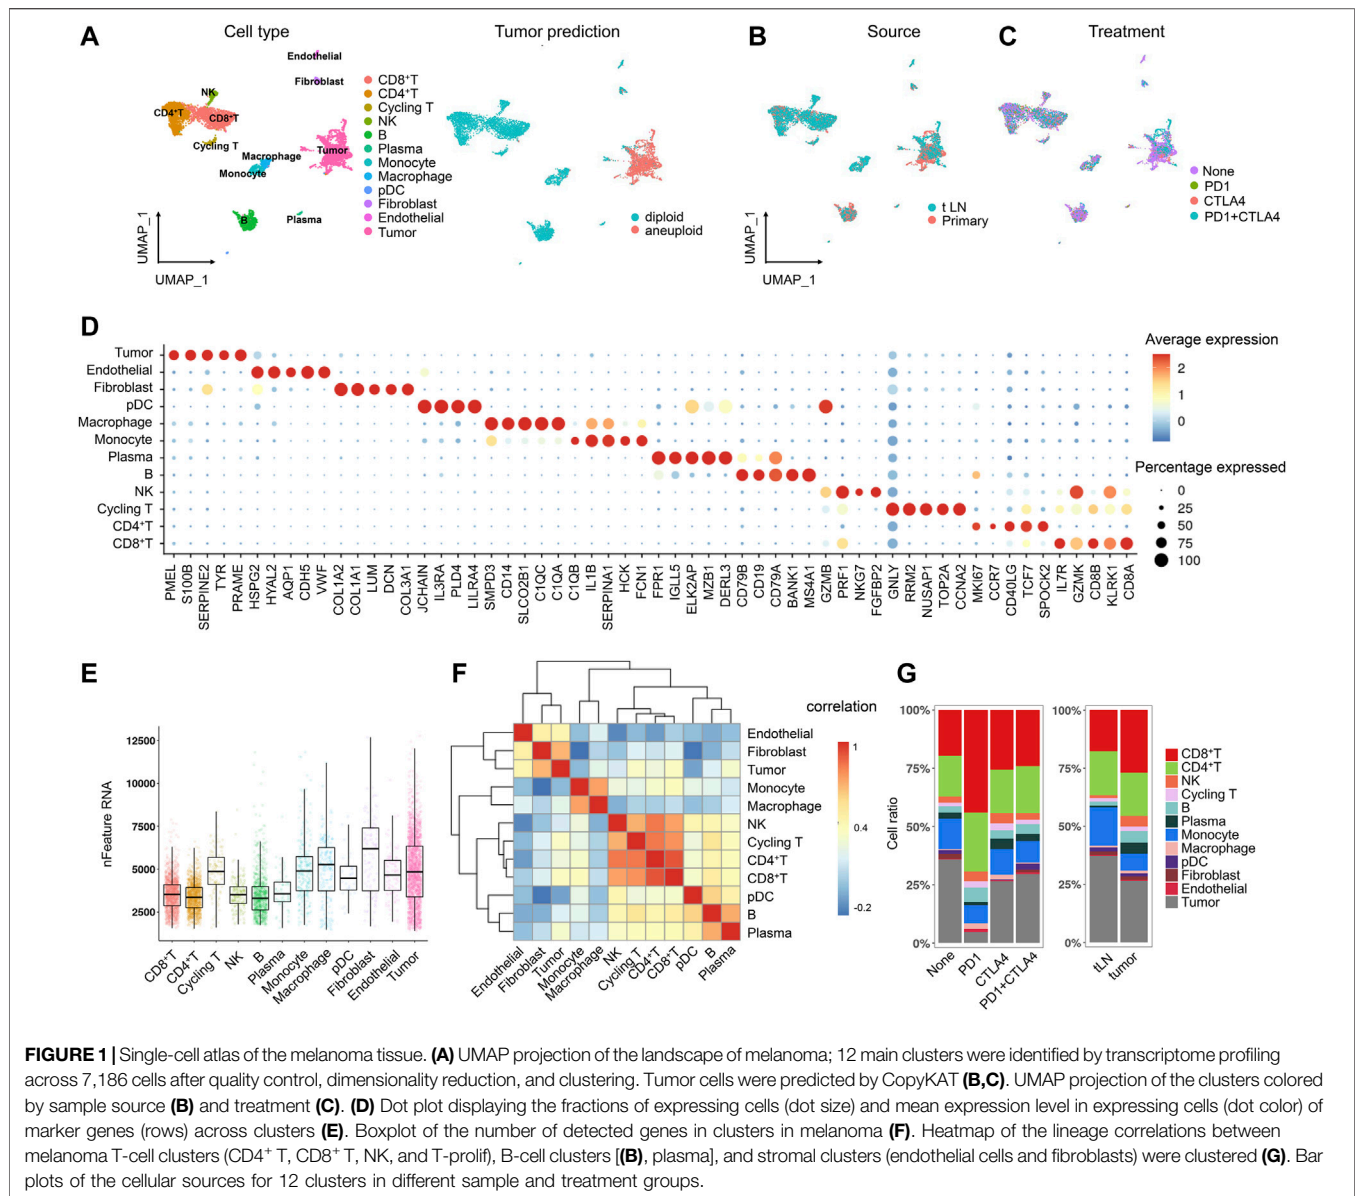 A
Cell type
Tumor prediction
B
Source
C
Treatment
Endothelial
Fibroblast
NK
CD4+T
CD8+T
Cycling T
Macrophage
Monocyte
Tumor
B
Plasma
CD8+T
CD4+T
Cycling T
NK
B
Plasma
Monocyte
Macrophage
pDC
Fibroblast
Endothelial
Tumor
UMAP_1
UMAP_1
diploid
aneuploid
UMAP_1
UMAP_1
t LN
Primary
None
PD1
CTLA4
PD1+CTLA4
D
Tumor
Endothelial
Fibroblast
pDC
Macrophage
Monocyte
Plasma
B
NK
Cycling T
CD4+T
CD8+T
PMEL
S100B
SERPINE2
TYR
PRAME
HSPG2
HYAL2
AQP1
CDH5
VWF
COL1A2
COL1A1
LUM
DCN
COL3A1
JCHAIN
IL3RA
PLD4
LILRA4
SMPD3
CD14
SLCO2B1
C1QC
C1QA
C1QB
IL1B
SERPINA1
HCK
FCN1
FPR1
IGLL5
ELK2AP
MZB1
DERL3
CD79B
CD19
CD79A
BANK1
MS4A1
GZMB
PRF1
NKG7
FGFBP2
GNLY
RRM2
NUSAP1
TOP2A
CCNA2
MKI67
CCR7
CD40LG
TCF7
SPOCK2
IL7R
GZMK
CD8B
KLRK1
CD8A
Average expression
2
1
0
Percentage expressed
0
25
50
75
100
E
nFeature RNA
12500
10000
7500
5000
2500
CD8+T
CD4+T
Cycling T
NK
B
Plasma
Monocyte
Macrophage
pDC
Fibroblast
Endothelial
Tumor
F
Endothelial
Fibroblast
Tumor
Monocyte
Macrophage
NK
Cycling T
CD4+T
CD8+T
pDC
B
Plasma
Endothelial
Fibroblast
Tumor
Monocyte
Macrophage
NK
Cycling T
CD4+T
CD8+T
pDC
B
Plasma
correlation
1
0.4
-0.2
G
Cell ratio
100%
75%
50%
25%
0%
None
PD1
CTLA4
PD1+CTLA4
100%
75%
50%
25%
0%
tLN
tumor
CD8+T
CD4+T
NK
Cycling T
B
Plasma
Monocyte
Macrophage
pDC
Fibroblast
Endothelial
Tumor
FIGURE 1 | Single-cell atlas of the melanoma tissue. (A) UMAP projection of the landscape of melanoma; 12 main clusters were identified by transcriptome profiling
across 7,186 cells after quality control, dimensionality reduction, and clustering. Tumor cells were predicted by CopyKAT (B,C). UMAP projection of the clusters colored
by sample source (B) and treatment (C). (D) Dot plot displaying the fractions of expressing cells (dot size) and mean expression level in expressing cells (dot color) of
marker genes (rows) across clusters (E). Boxplot of the number of detected genes in clusters in melanoma (F). Heatmap of the lineage correlations between
melanoma T-cell clusters (CD4+ T, CD8+ T, NK, and T-prolif), B-cell clusters [(B), plasma], and stromal clusters (endothelial cells and fibroblasts) were clustered (G). Bar
plots of the cellular sources for 12 clusters in different sample and treatment groups.